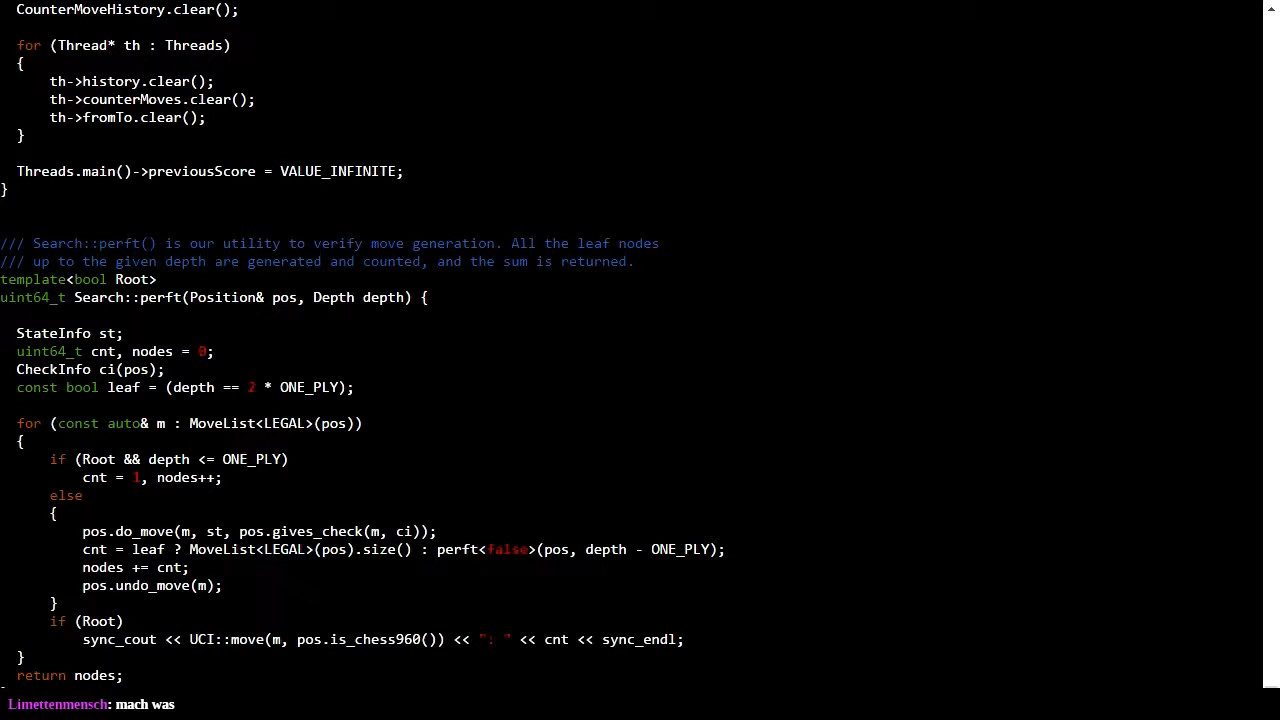 CounterMoveHistory.clear();
for (Thread* th : Threads)
{
th->history.clear();
th->counterMoves.clear();
th->fromTo.clear();
}
Threads.main()->previousScore = VALUE_INFINITE;
}
/// Search::perft() is our utility to verify move generation. All the leaf nodes
/// up to the given depth are generated and counted, and the sum is returned.
template<bool Root>
uint64_t Search::perft(Position& pos, Depth depth) {
StateInfo st;
uint64_t cnt, nodes = 0;
CheckInfo ci(pos);
const bool leaf = (depth == 2 * ONE_PLY);
for (const auto& m : MoveList<LEGAL>(pos))
{
if (Root && depth <= ONE_PLY)
cnt = 1, nodes++;
else
{
pos.do_move(m, st, pos.gives_check(m, ci));
cnt = leaf ? MoveList<LEGAL>(pos).size() : perft<false>(pos, depth - ONE_PLY);
nodes += cnt;
pos.undo_move(m);
}
if (Root)
sync_cout << UCI::move(m, pos.is_chess960()) << ": " << cnt << sync_endl;
}
return nodes;
Limettenmensch: mach was